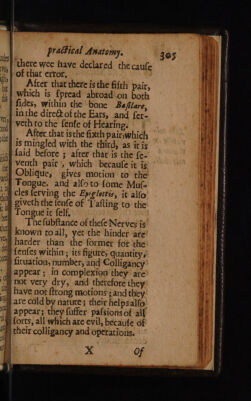 practical Anatomy. 305
there wee have declared the cause
of that error.
After that there is the fifth pair,
which is spread abroad on both
sides, within the bone Basilare,
in the direct of the Ears, and ser-
veth to the sense of Hearing.
After that is the sixth pair, which
is mingled with the third, as it is
said before; after that is the se-
venth pair, which because it is
Oblique, gives motion to the
Tongue, and also to some Mus-
cles serving the Epyglottis, it also
giveth the sense of Tasting to the
Tongue it self.
The substance of these Nerves is
known to all, yet the hinder are
harder than the former for the
senses within; its figure, quantity,
situation, number, and Colligancy
appear; in complexion they are
not very dry, and therefore they
have not strong motions; and they
are cold by nature; their helps also
appear; they suffer passions of all
sorts, all which are evil, because of
their colligancy and operations.
X Of